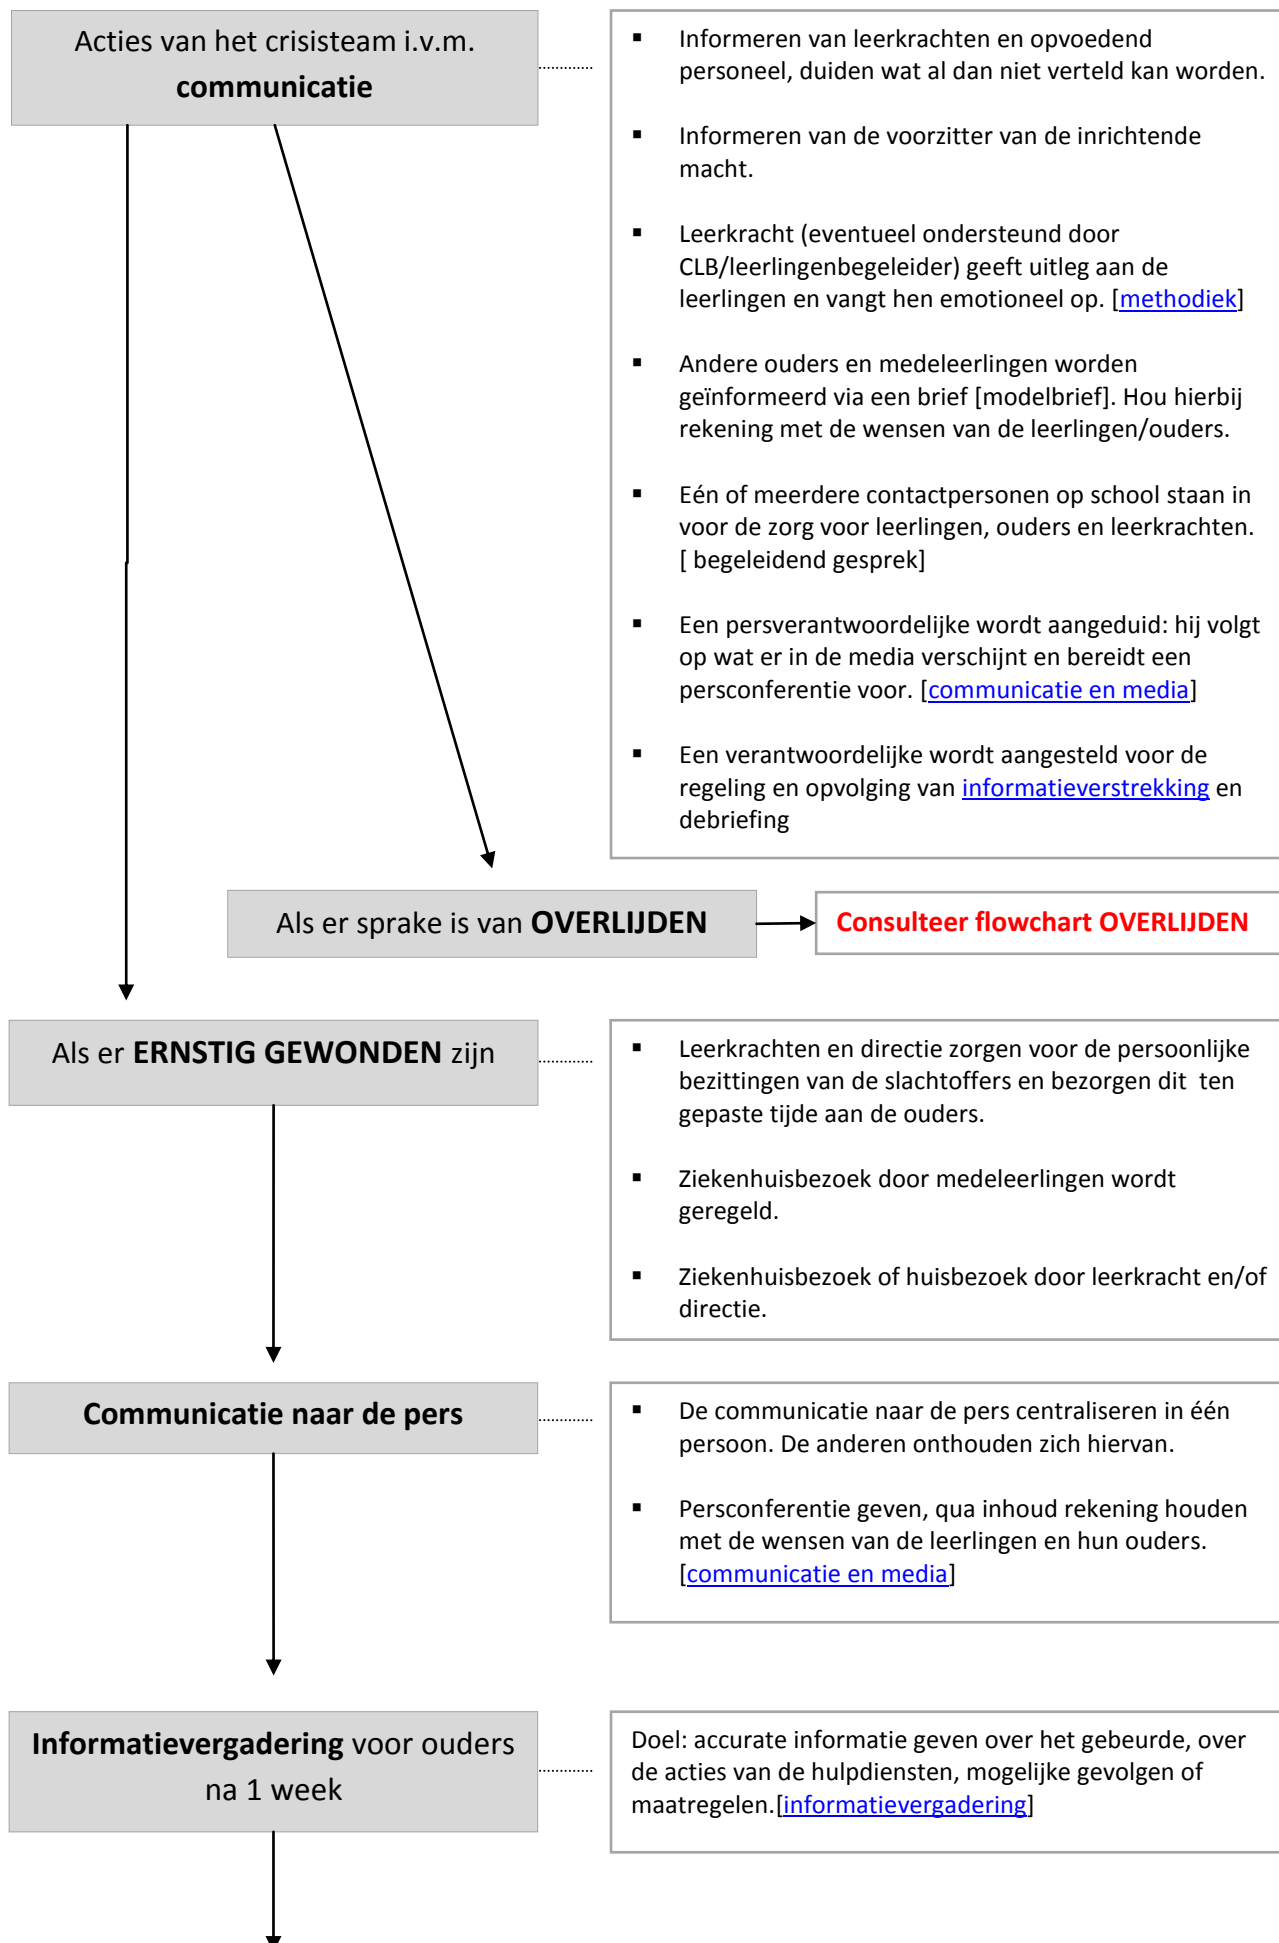 Acties van het crisisteam i.v.m.
communicatie
▪ Informeren van leerkrachten en opvoedend
personeel, duiden wat al dan niet verteld kan worden.
▪ Informeren van de voorzitter van de inrichtende
macht.
▪ Leerkracht (eventueel ondersteund door
CLB/leerlingenbegeleider) geeft uitleg aan de
leerlingen en vangt hen emotioneel op. [methodiek]
▪ Andere ouders en medeleerlingen worden
geïnformeerd via een brief [modelbrief]. Hou hierbij
rekening met de wensen van de leerlingen/ouders.
▪ Eén of meerdere contactpersonen op school staan in
voor de zorg voor leerlingen, ouders en leerkrachten.
[ begeleidend gesprek]
▪ Een persverantwoordelijke wordt aangeduid: hij volgt
op wat er in de media verschijnt en bereidt een
persconferentie voor. [communicatie en media]
▪ Een verantwoordelijke wordt aangesteld voor de
regeling en opvolging van informatieverstrekking en
debriefing
Als er sprake is van OVERLIJDEN
Consulteer flowchart OVERLIJDEN
Als er ERNSTIG GEWONDEN zijn
▪ Leerkrachten en directie zorgen voor de persoonlijke
bezittingen van de slachtoffers en bezorgen dit ten
gepaste tijde aan de ouders.
▪ Ziekenhuisbezoek door medeleerlingen wordt
geregeld.
▪ Ziekenhuisbezoek of huisbezoek door leerkracht en/of
directie.
Communicatie naar de pers
▪ De communicatie naar de pers centraliseren in één
persoon. De anderen onthouden zich hiervan.
▪ Persconferentie geven, qua inhoud rekening houden
met de wensen van de leerlingen en hun ouders.
[communicatie en media]
Informatievergadering voor ouders
na 1 week
Doel: accurate informatie geven over het gebeurde, over
de acties van de hulpdiensten, mogelijke gevolgen of
maatregelen.[informatievergadering]